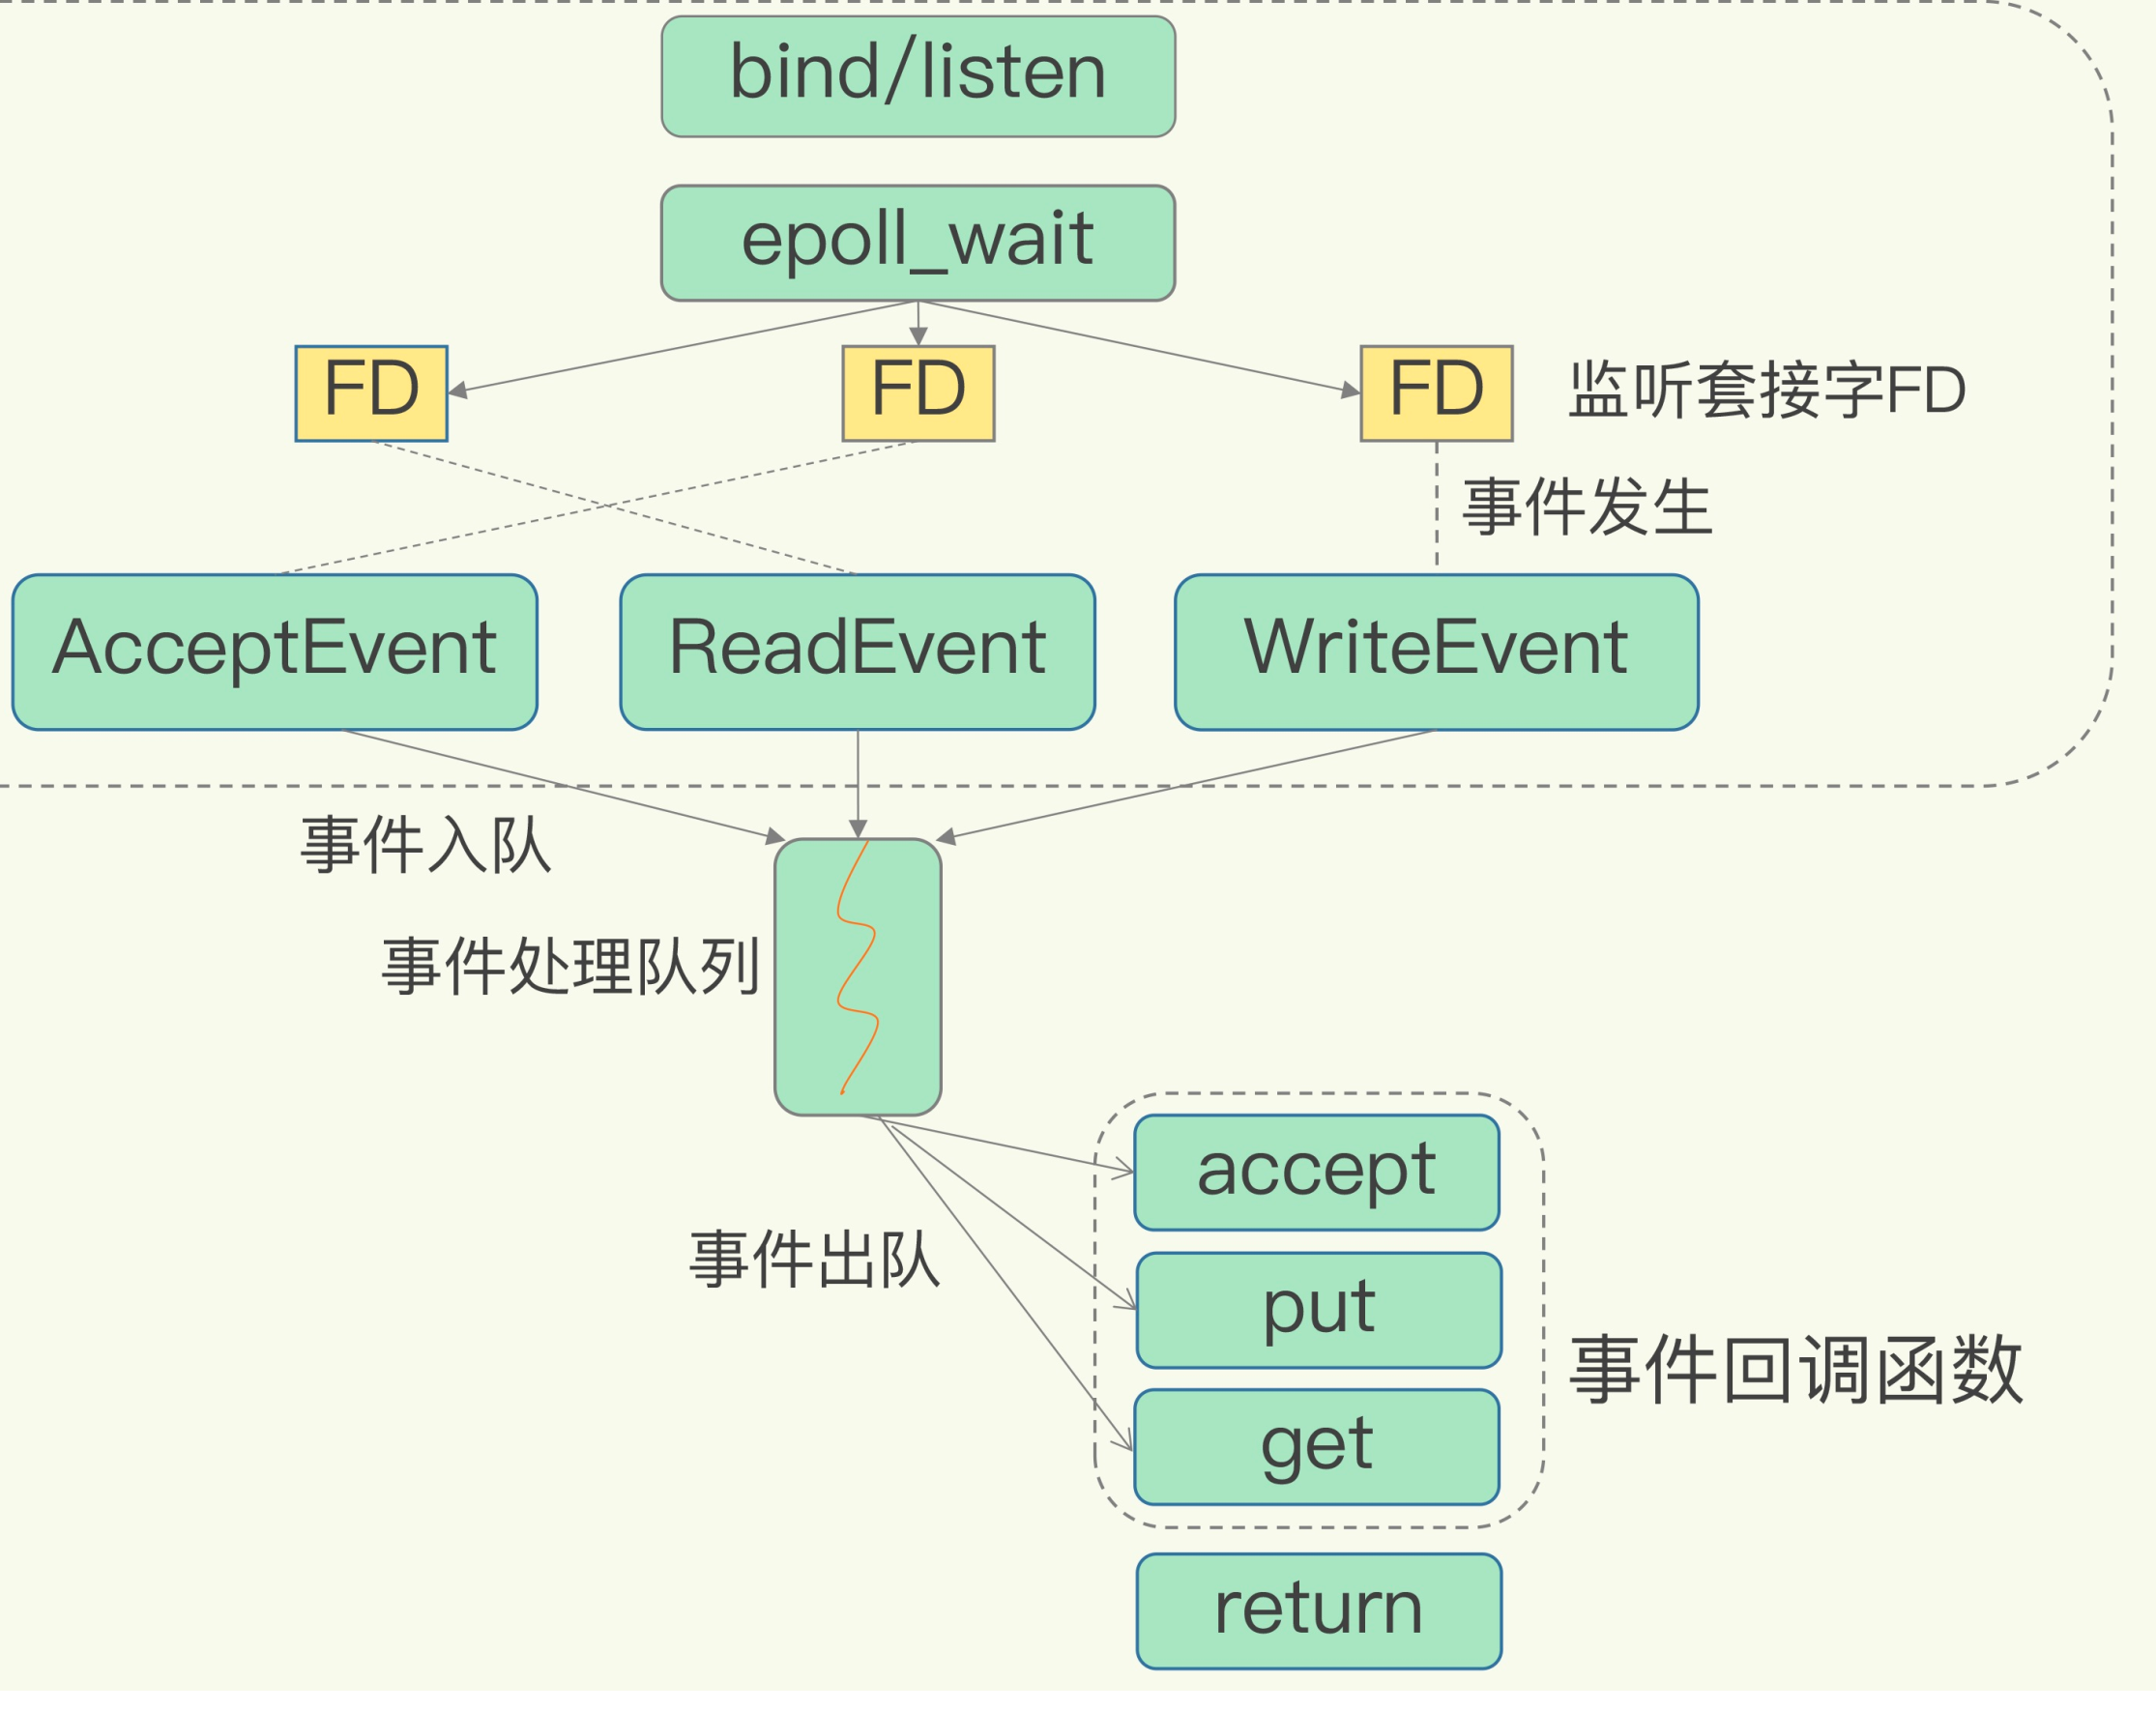 bind/listen
epoll_wait
FD
FD
FD
监听套接字FD
事件发生
AcceptEvent
ReadEvent
WriteEvent
事件入队
事件处理队列
accept
事件出队
put
事件回调函数
get
return